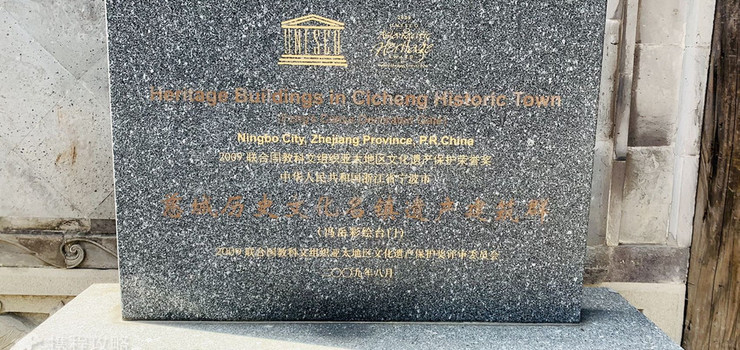 Heritage
Heritage Buildings in Cicheng Historic Town
Ningbo City, Zhejiang Province, P.R.China
2009 联合国教科文组织亚太地区文化遗产保护荣誉奖
中华人民共和国浙江省宁波市
慈城历史文化名镇遗产建筑群
(冯岳彩绘台门)
2009 联合国教科文组织亚太地区文化遗产保护奖评审委员会
二〇〇九年八月
携程攻略